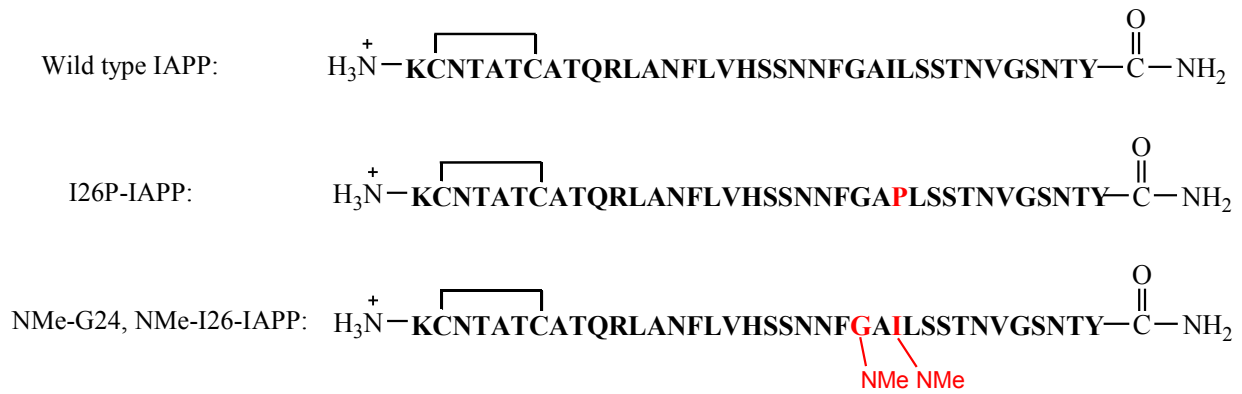 Wild type IAPP: H3N+—KCNTATCATQRLANFLVHSSNNFGAILSSTNVGSNTY—C(=O)—NH2
I26P-IAPP: H3N+—KCNTATCATQRLANFLVHSSNNFGAPLSSTNVGSNTY—C(=O)—NH2
NMe-G24, NMe-I26-IAPP: H3N+—KCNTATCATQRLANFLVHSSNNFGAILSSTNVGSNTY—C(=O)—NH2
NMe NMe